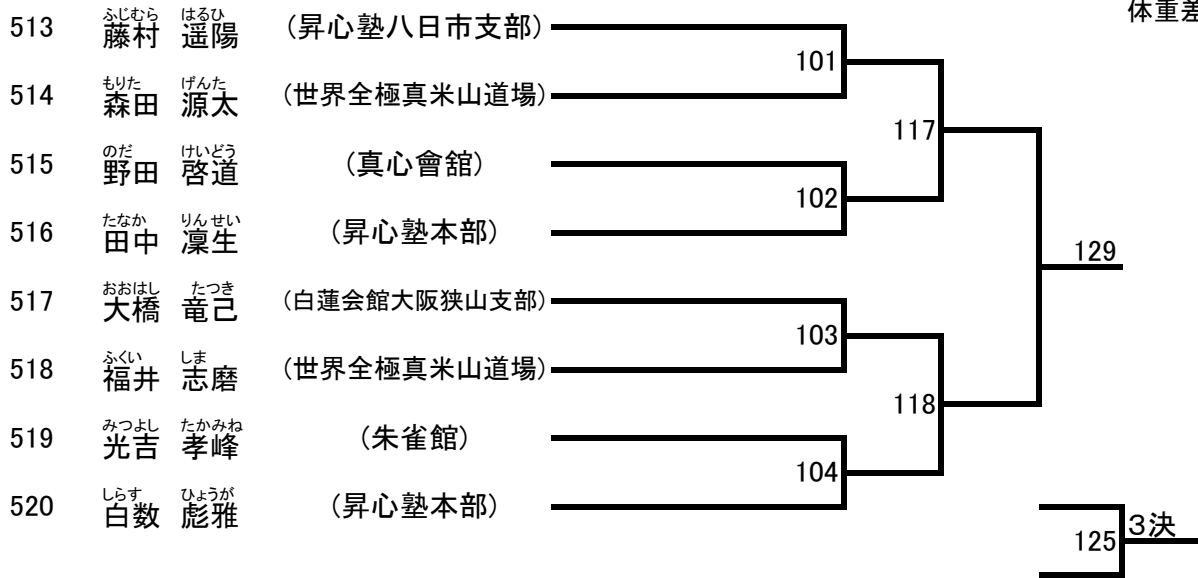 体重差
ふじむら はるひ
513 藤村 遥陽 (昇心塾八日市支部)
101
もりた げんた
514 森田 源太 (世界全極真米山道場)
117
のだ けいどう
515 野田 啓道 (真心會舘)
102
たなか りんせい
516 田中 凜生 (昇心塾本部)
129
おおはし たつき
517 大橋 竜己 (白蓮会館大阪狭山支部)
103
ふくい しま
518 福井 志磨 (世界全極真米山道場)
118
みつよし たかみね
519 光吉 孝峰 (朱雀館)
104
しらす ひょうが
520 白数 彪雅 (昇心塾本部)
125 3決